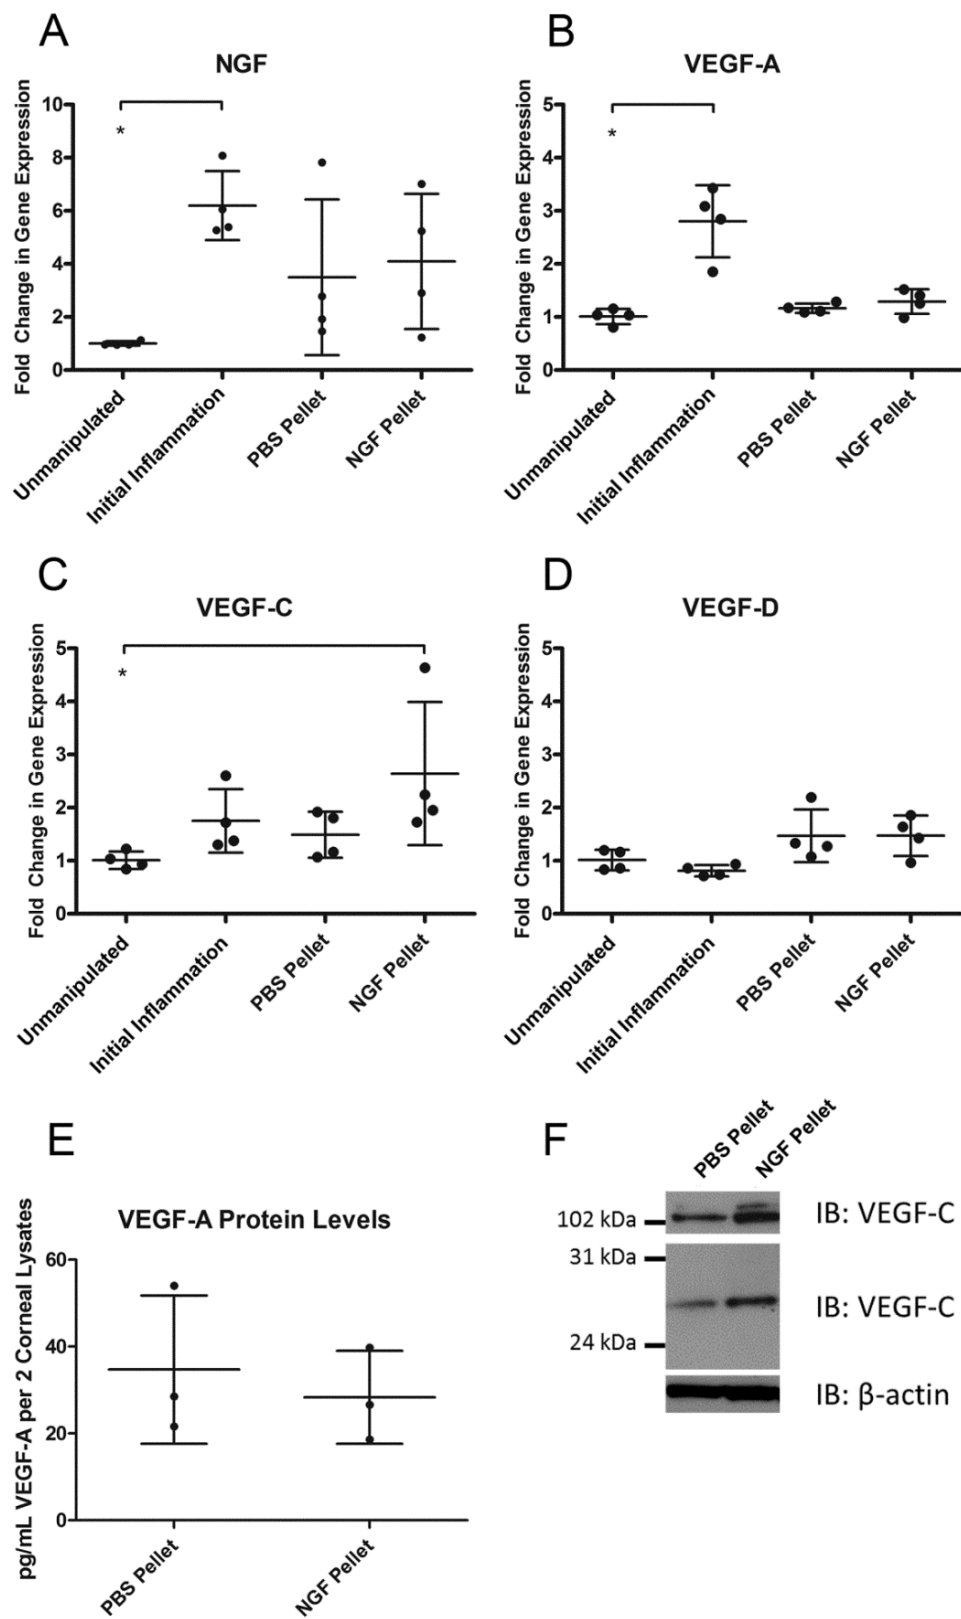 A
NGF
Fold Change in Gene Expression
10
8
6
4
2
0
*
Unmanipulated
Initial Inflammation
PBS Pellet
NGF Pellet
B
VEGF-A
Fold Change in Gene Expression
5
4
3
2
1
0
*
Unmanipulated
Initial Inflammation
PBS Pellet
NGF Pellet
C
VEGF-C
Fold Change in Gene Expression
5
4
3
2
1
0
*
Unmanipulated
Initial Inflammation
PBS Pellet
NGF Pellet
D
VEGF-D
Fold Change in Gene Expression
5
4
3
2
1
0
Unmanipulated
Initial Inflammation
PBS Pellet
NGF Pellet
E
VEGF-A Protein Levels
pg/mL VEGF-A per 2 Corneal Lysates
60
40
20
0
PBS Pellet
NGF Pellet
F
PBS Pellet
NGF Pellet
102 kDa
IB: VEGF-C
31 kDa
IB: VEGF-C
24 kDa
IB: β-actin